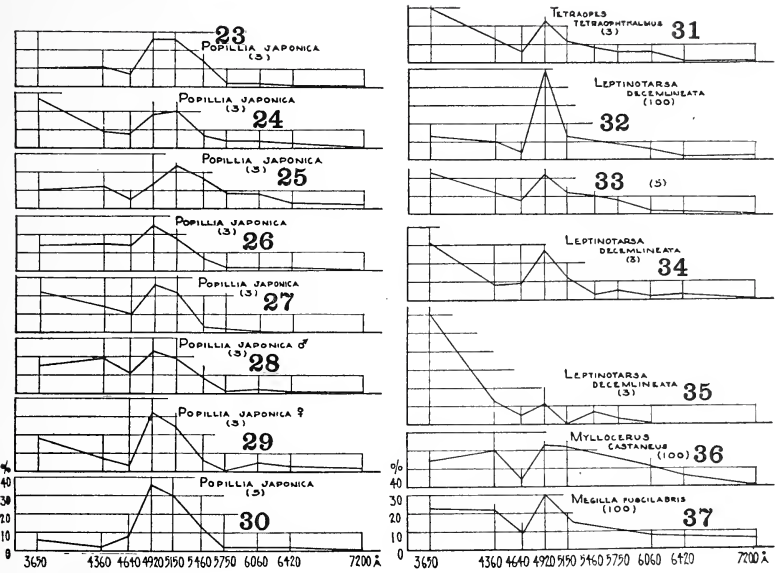 23
POPILLIA JAPONICA
(3)
POPILLIA JAPONICA
(3) 24
POPILLIA JAPONICA
(3) 25
POPILLIA JAPONICA
(3) 26
POPILLIA JAPONICA
(3) 27
POPILLIA JAPONICA ♂
(3) 28
POPILLIA JAPONICA ♀
(3) 29
POPILLIA JAPONICA
(3)
30
%
40
30
20
10
0
3650 4360 4640 4920 5150 5460 5750 6060 6420 7200 Å
TETRAOPES
TETRAOPHTHALMUS
(3) 31
LEPTINOTARSA
DECEMLINEATA
(100)
32
33 (3)
LEPTINOTARSA
DECEMLINEATA
(3) 34
LEPTINOTARSA
DECEMLINEATA
(3) 35
MYLLOCERUS
CASTANEUS
(100) 36
MEGILLA FUSCILABRIS
(100) 37
%
40
30
20
10
0
3650 4360 4640 4920 5150 5460 5750 6060 6420 7200 Å